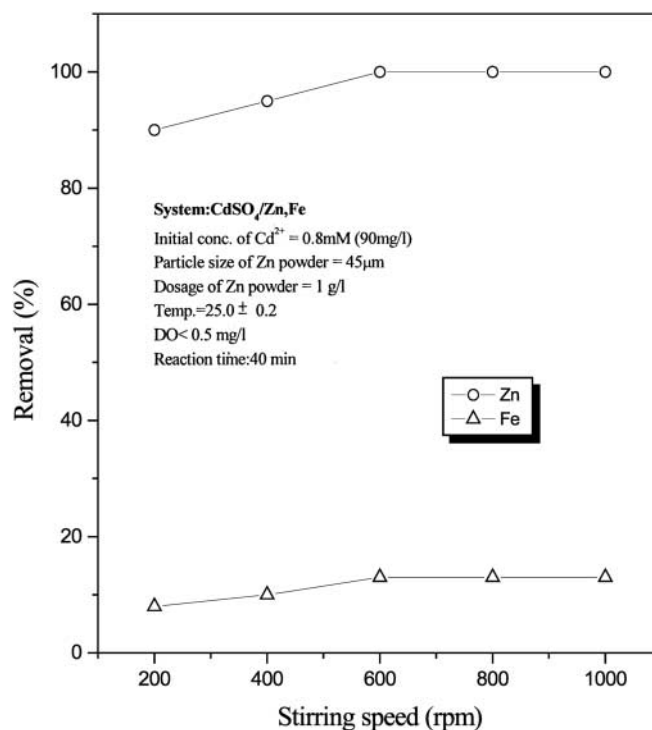 100
80
60
40
20
0
Removal (%)
System:CdSO₄/Zn,Fe
Initial conc. of Cd²⁺ = 0.8mM (90mg/l)
Particle size of Zn powder = 45μm
Dosage of Zn powder = 1 g/l
Temp.=25.0 ± 0.2
DO< 0.5 mg/l
Reaction time:40 min
Zn
Fe
200 400 600 800 1000
Stirring speed (rpm)